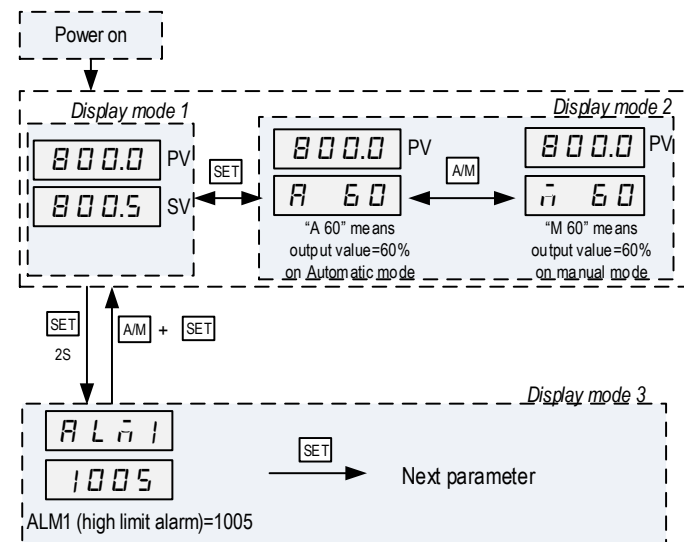 Power on
Display mode 1
Display mode 2
800.0 PV
800.5 SV
SET
800.0 PV
A 60
A/M
800.0 PV
M 60
“A 60” means
output value=60%
on Automatic mode
“M 60” means
output value=60%
on manual mode
SET
2S
A/M + SET
Display mode 3
ALM1
1005
SET
Next parameter
ALM1 (high limit alarm)=1005